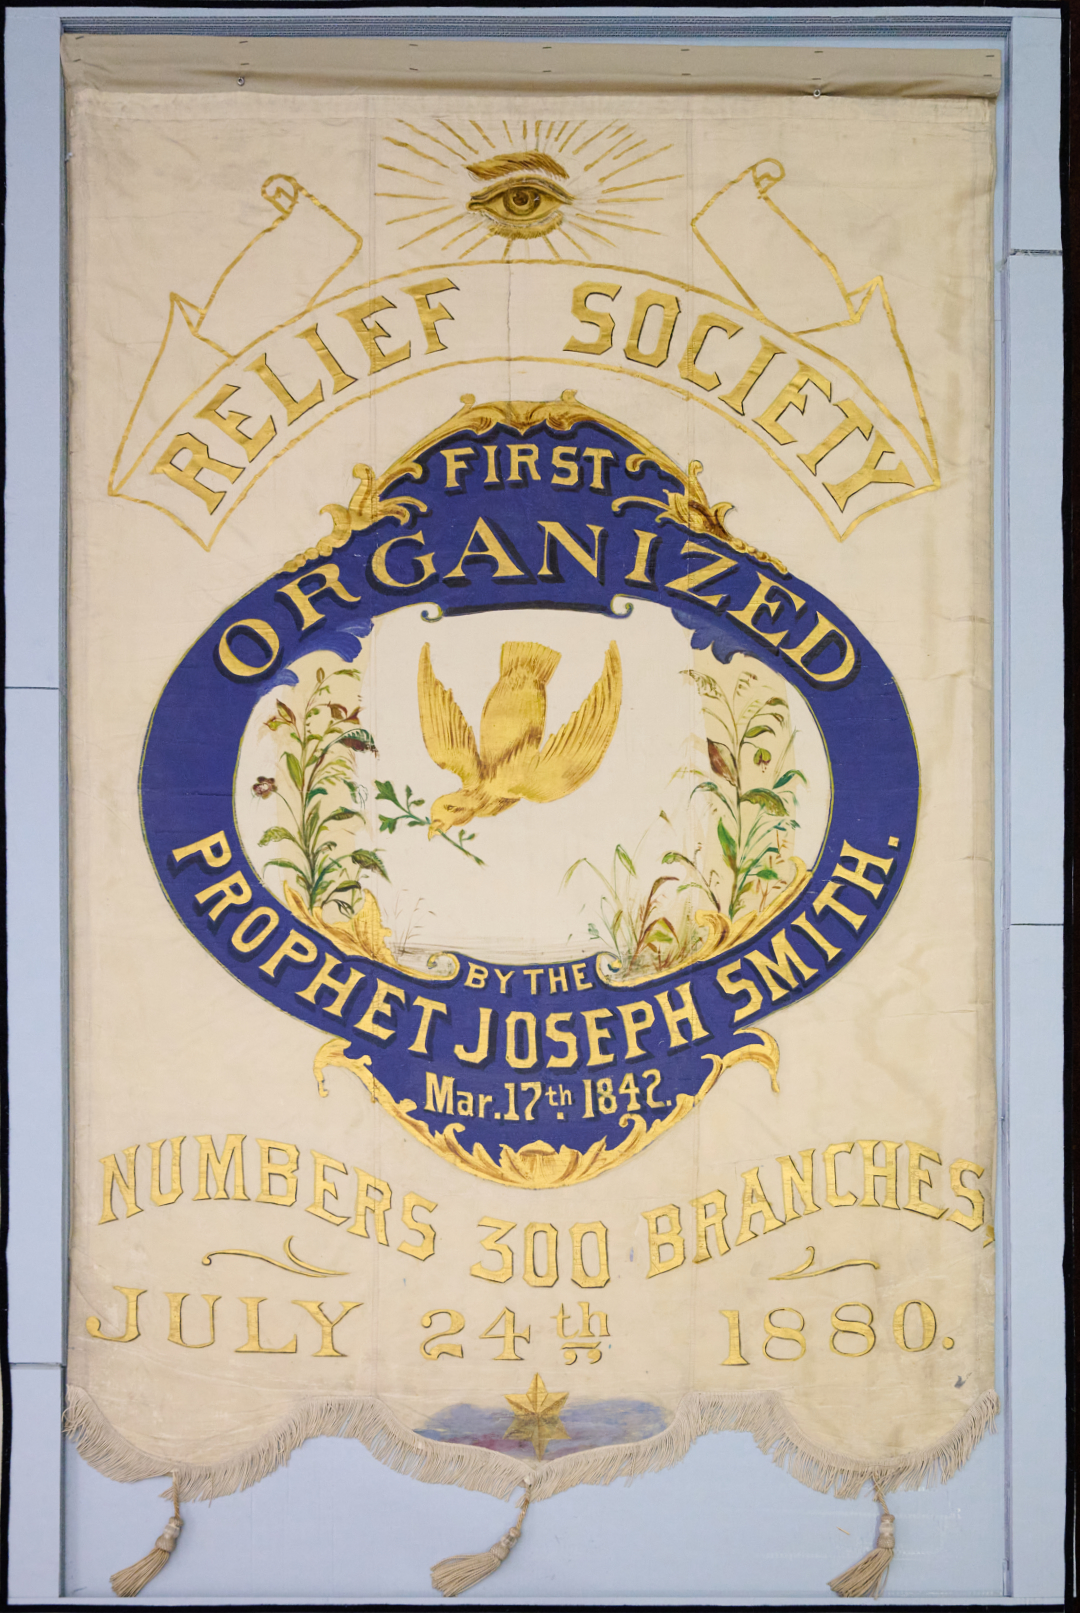 RELIEF SOCIETY
FIRST
ORGANIZED
BY THE
PROPHET JOSEPH SMITH.
Mar. 17th 1842.
NUMBERS 300 BRANCHES,
JULY 24th 1880.